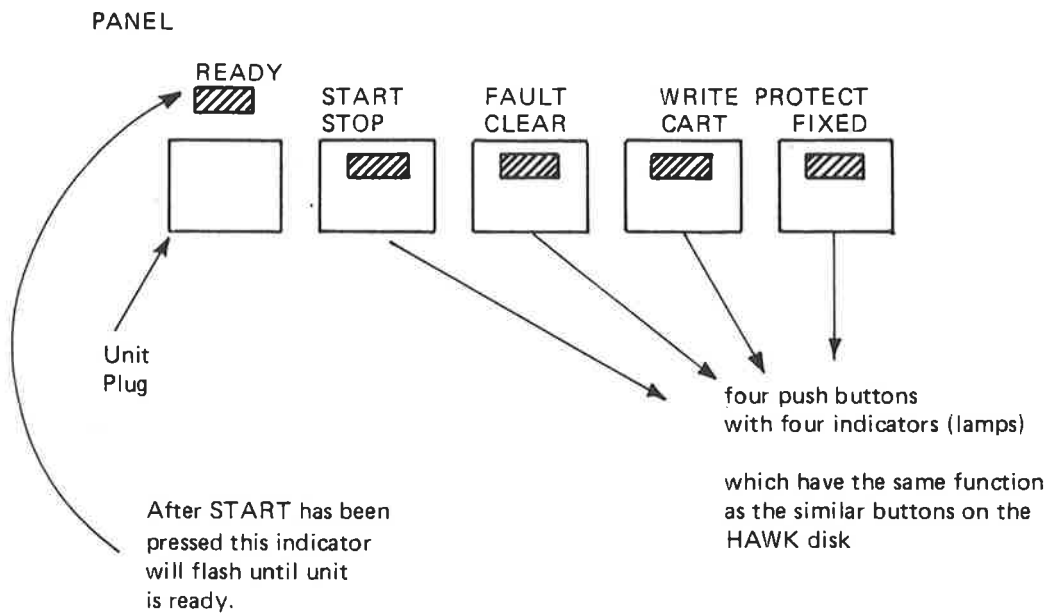 PANEL
READY
START
STOP
FAULT
CLEAR
WRITE PROTECT
CART FIXED
Unit
Plug
four push buttons
with four indicators (lamps)
which have the same function
as the similar buttons on the
HAWK disk
After START has been
pressed this indicator
will flash until unit
is ready.